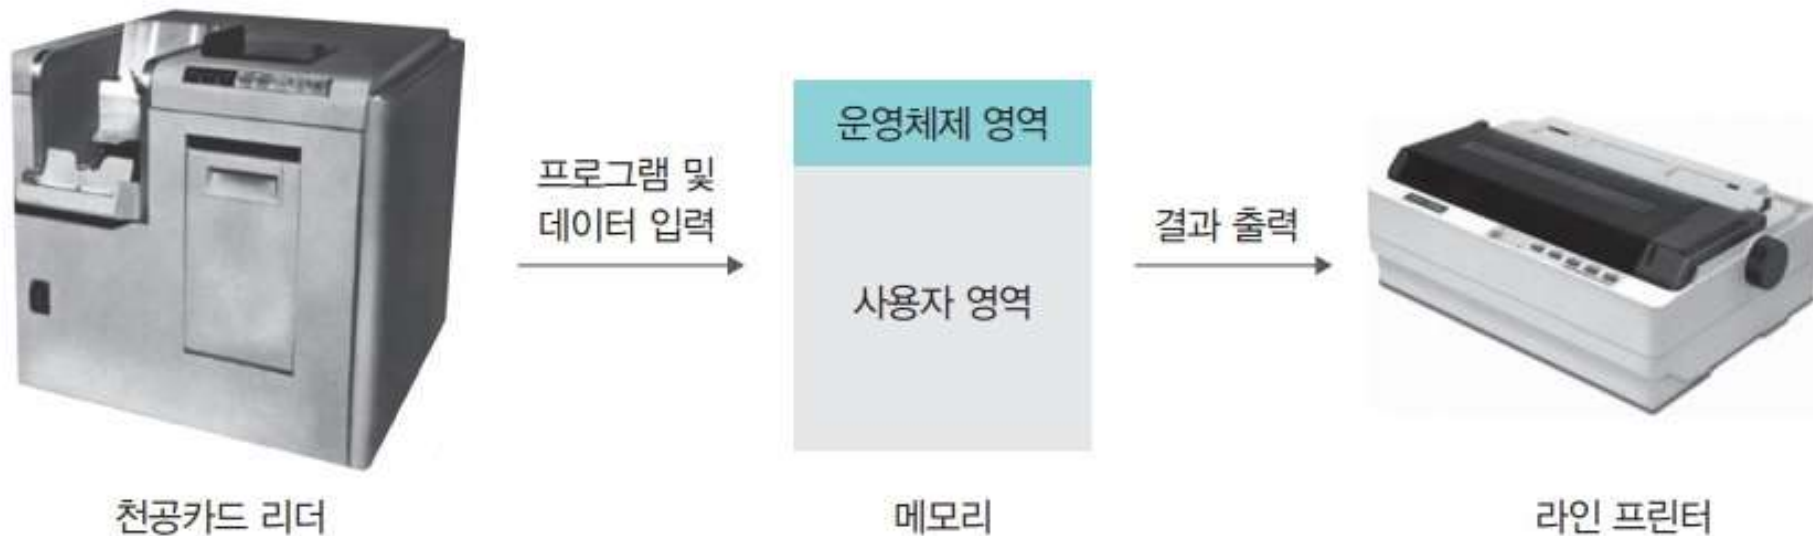 프로그램 및
데이터 입력
운영체제 영역
사용자 영역
결과 출력
천공카드 리더
메모리
라인 프린터